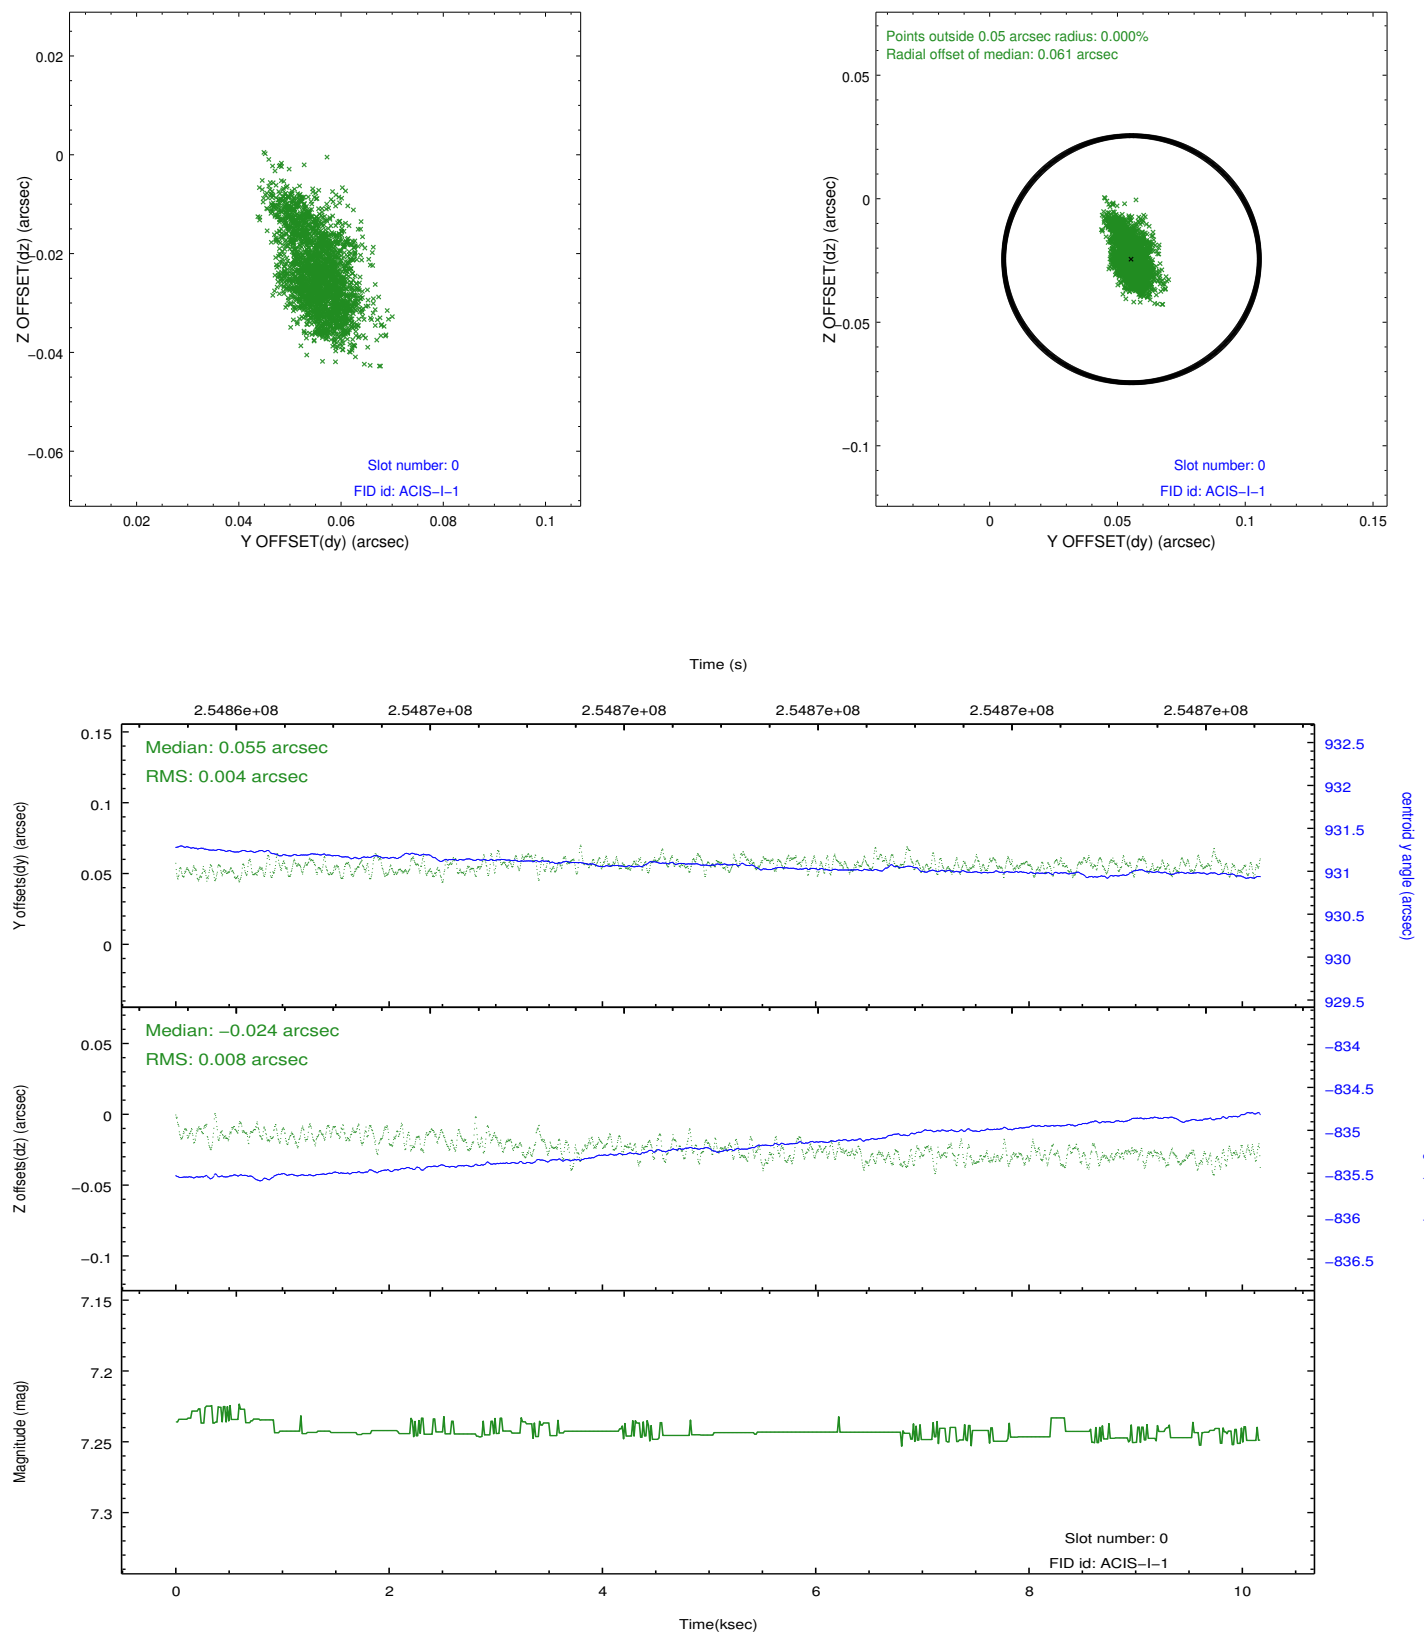 0.02
0
−0.02
−0.04
−0.06
Z OFFSET(dz) (arcsec)
Slot number: 0
FID id: ACIS−I−1
0.02 0.04 0.06 0.08 0.1
Y OFFSET(dy) (arcsec)
Points outside 0.05 arcsec radius: 0.000%
Radial offset of median: 0.061 arcsec
0.05
0
−0.05
−0.1
Z OFFSET(dz) (arcsec)
Slot number: 0
FID id: ACIS−I−1
0 0.05 0.1 0.15
Y OFFSET(dy) (arcsec)
Time (s)
2.5486e+08 2.5487e+08 2.5487e+08 2.5487e+08 2.5487e+08 2.5487e+08
Median: 0.055 arcsec
RMS: 0.004 arcsec
0.15
0.1
0.05
0
Y offsets(dy) (arcsec)
932.5
932
931.5
931
930.5
930
929.5
centroid y angle (arcsec)
Median: −0.024 arcsec
RMS: 0.008 arcsec
0.05
0
−0.05
−0.1
Z offsets(dz) (arcsec)
−834
−834.5
−835
−835.5
−836
−836.5
7.15
7.2
7.25
7.3
Magnitude (mag)
Slot number: 0
FID id: ACIS−I−1
0 2 4 6 8 10
Time(ksec)